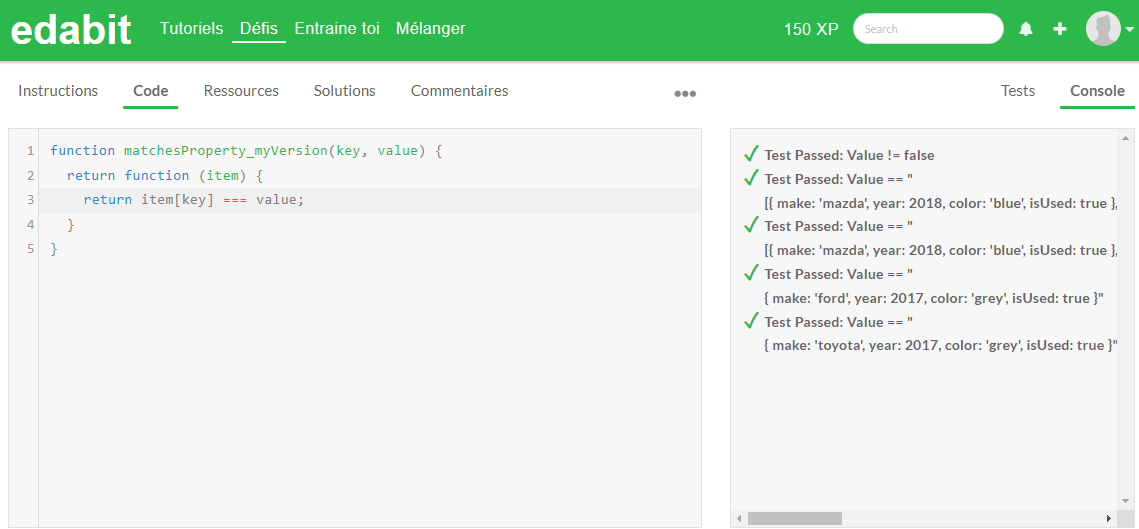 edabit
Tutoriels Défis Entraine toi Mélanger
150 XP
Search
Instructions Code Ressources Solutions Commentaires
Tests Console
1 function matchesProperty_myVersion(key, value) {
2 return function (item) {
3 return item[key] === value;
4 }
5 }
Test Passed: Value != false
Test Passed: Value == "
[{ make: 'mazda', year: 2018, color: 'blue', isUsed: true },
Test Passed: Value == "
[{ make: 'mazda', year: 2018, color: 'blue', isUsed: true },
Test Passed: Value == "
{ make: 'ford', year: 2017, color: 'grey', isUsed: true }"
Test Passed: Value == "
{ make: 'toyota', year: 2017, color: 'grey', isUsed: true }"